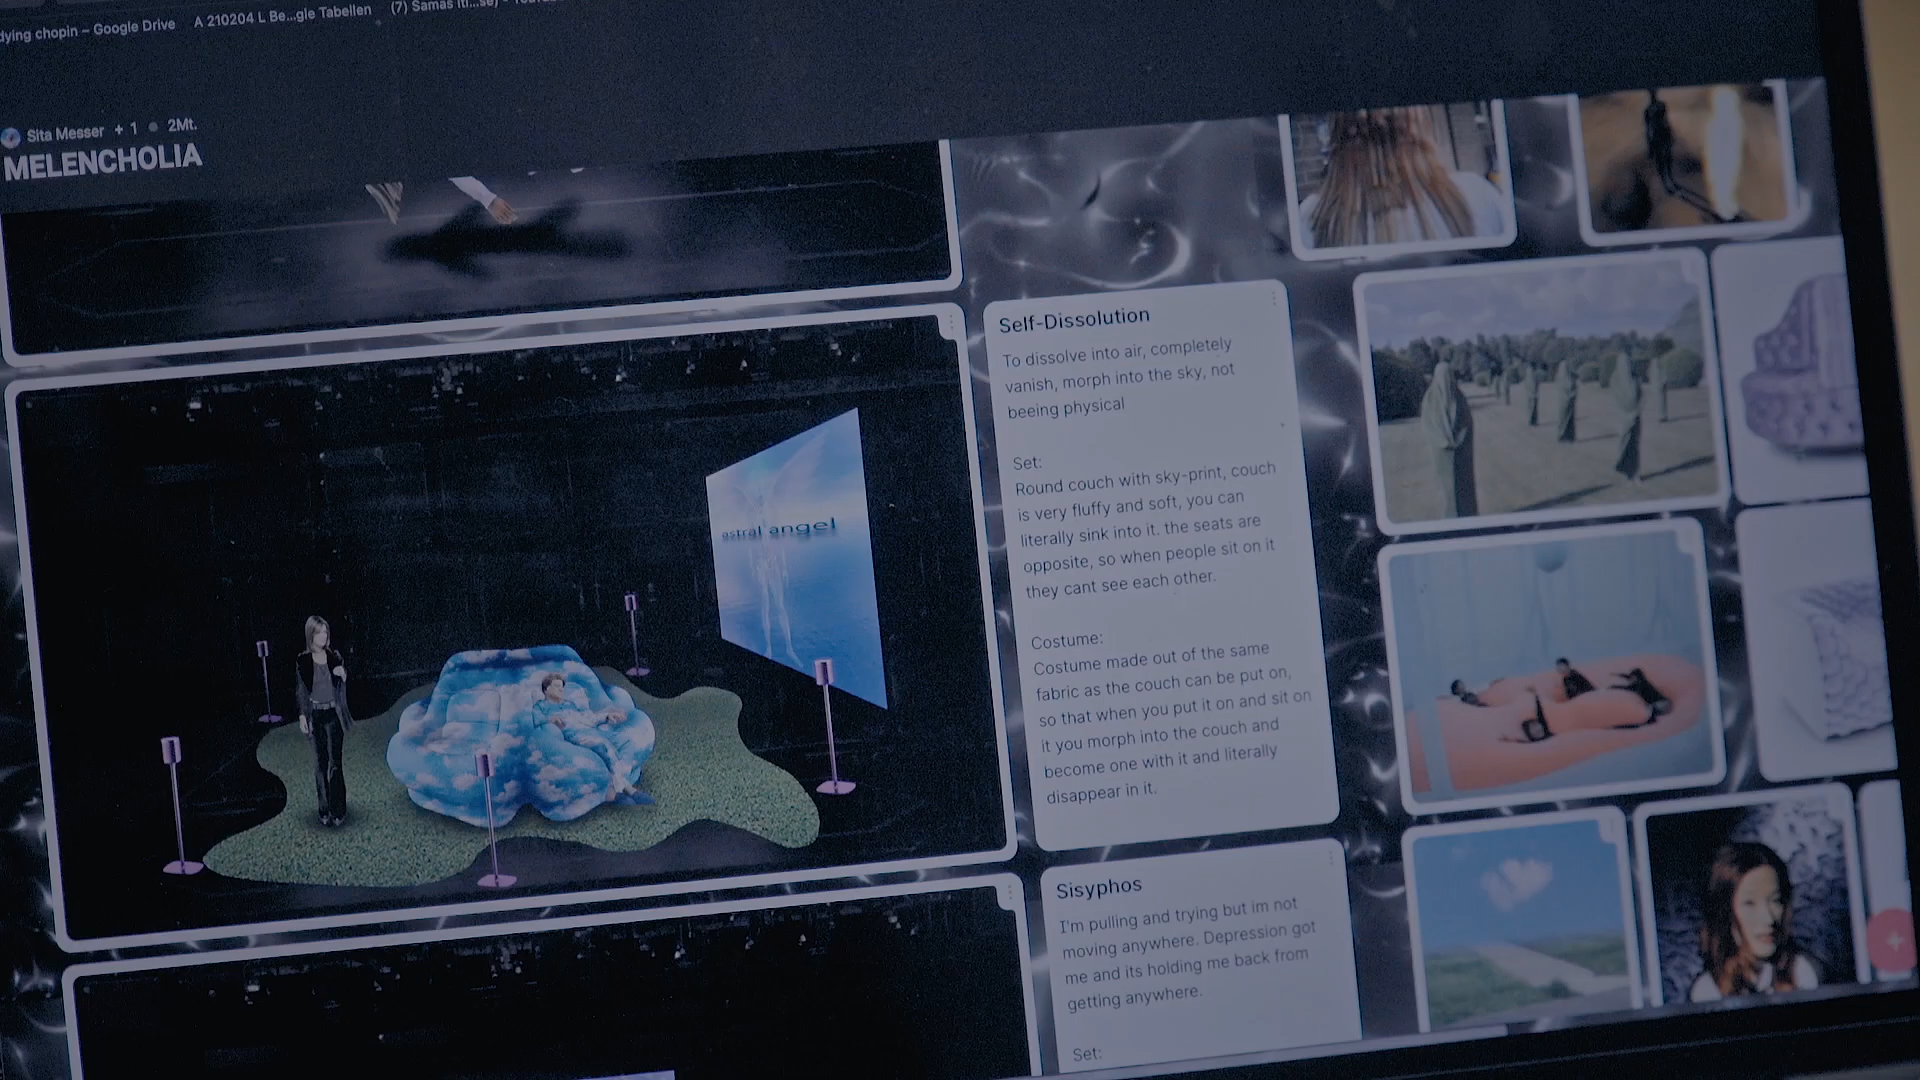 dying chopin – Google Drive
A 210204 L Be...gle Tabellen
Sita Messer + 1 • 2Mt.
MELENCHOLIA
astral angel
Self-Dissolution
To dissolve into air, completely
vanish, morph into the sky, not
beeing physical
Set:
Round couch with sky-print, couch
is very fluffy and soft, you can
literally sink into it. the seats are
opposite, so when people sit on it
they cant see each other.
Costume:
Costume made out of the same
fabric as the couch can be put on,
so that when you put it on and sit on
it you morph into the couch and
become one with it and literally
disappear in it.
Sisyphos
I'm pulling and trying but im not
moving anywhere. Depression got
me and its holding me back from
getting anywhere.
Set: